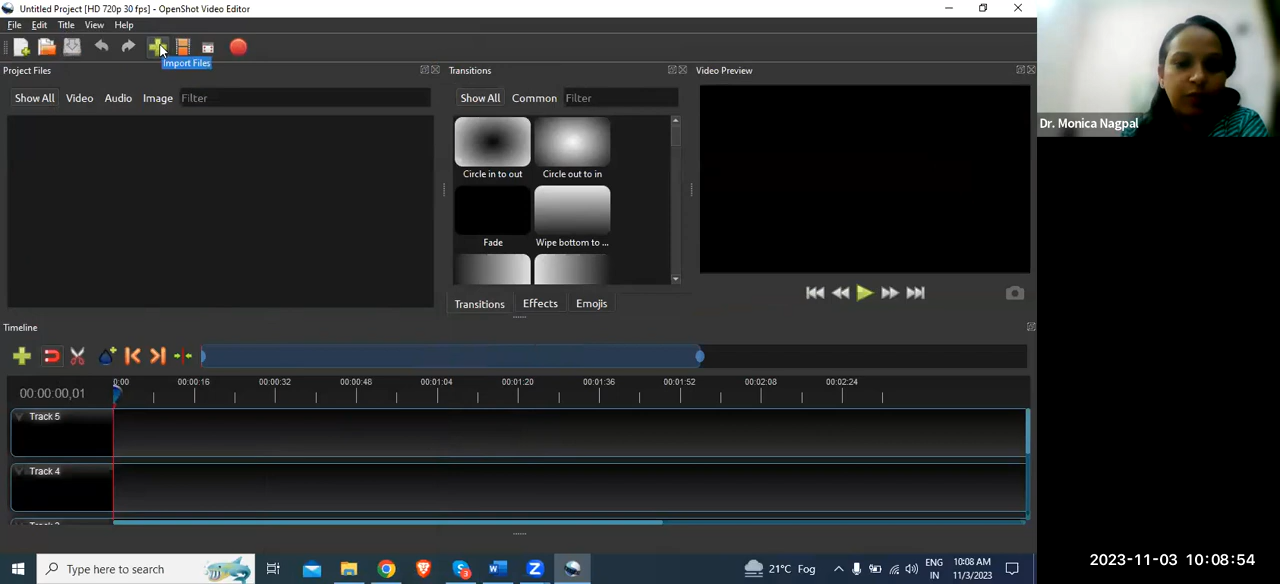 Untitled Project [HD 720p 30 fps] - OpenShot Video Editor
File Edit Title View Help
Import Files
Project Files
Transitions
Video Preview
Show All Video Audio Image Filter
Show All Common Filter
Dr. Monica Nagpal
Circle in to out
Circle out to in
Fade
Wipe bottom to ...
Transitions Effects Emojis
Timeline
00:00:00,01
0:00 00:00:16 00:00:32 00:00:48 00:01:04 00:01:20 00:01:36 00:01:52 00:02:08 00:02:24
Track 5
Track 4
Type here to search
21°C Fog
ENG
IN
10:08 AM
11/3/2023
2023-11-03 10:08:54